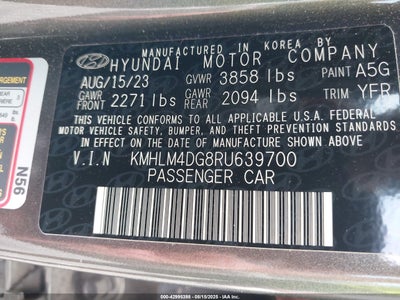 MANUFACTURED IN KOREA BY
HYUNDAI MOTOR COMPANY
AUG/15/23 GVWR 3858 lbs PAINT A5G
GAWR FRONT 2271 lbs GAWR REAR 2094 lbs TRIM YFR
THIS VEHICLE CONFORMS TO ALL APPLICABLE U.S.A. FEDERAL
MOTOR VEHICLE SAFETY, BUMPER, AND THEFT PREVENTION STANDARDS
IN EFFECT ON THE DATE OF MANUFACTURE SHOWN ABOVE.
V.I.N KMHLM4DG8RU639700
PASSENGER CAR
N56
000-42995399 - 08/15/2025 - IAA Inc.